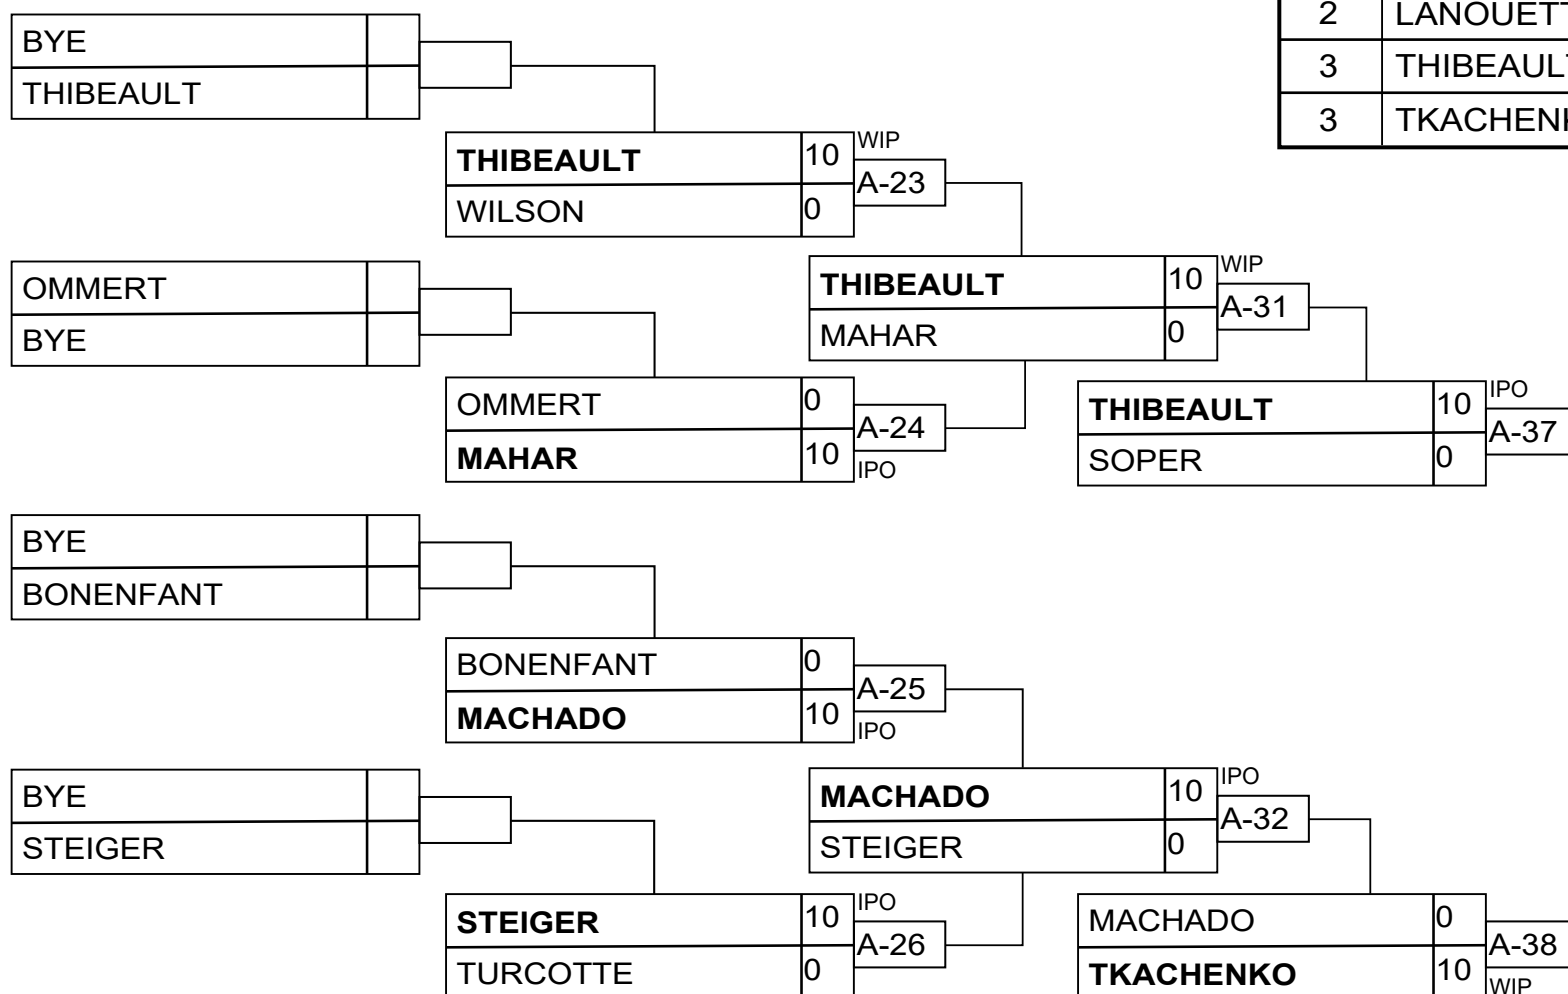 2 LANOUETT
3 THIBEAULT
3 TKACHENK
BYE
THIBEAULT
THIBEAULT 10 WIP
A-23
WILSON 0
OMMERT
BYE
OMMERT 0
A-24
MAHAR 10 IPO
THIBEAULT 10 WIP
A-31
MAHAR 0
THIBEAULT 10 IPO
A-37
SOPER 0
BYE
BONENFANT
BONENFANT 0
A-25
MACHADO 10 IPO
BYE
STEIGER
STEIGER 10 IPO
A-26
TURCOTTE 0
MACHADO 10 IPO
A-32
STEIGER 0
MACHADO 0
A-38
TKACHENKO 10 WIP